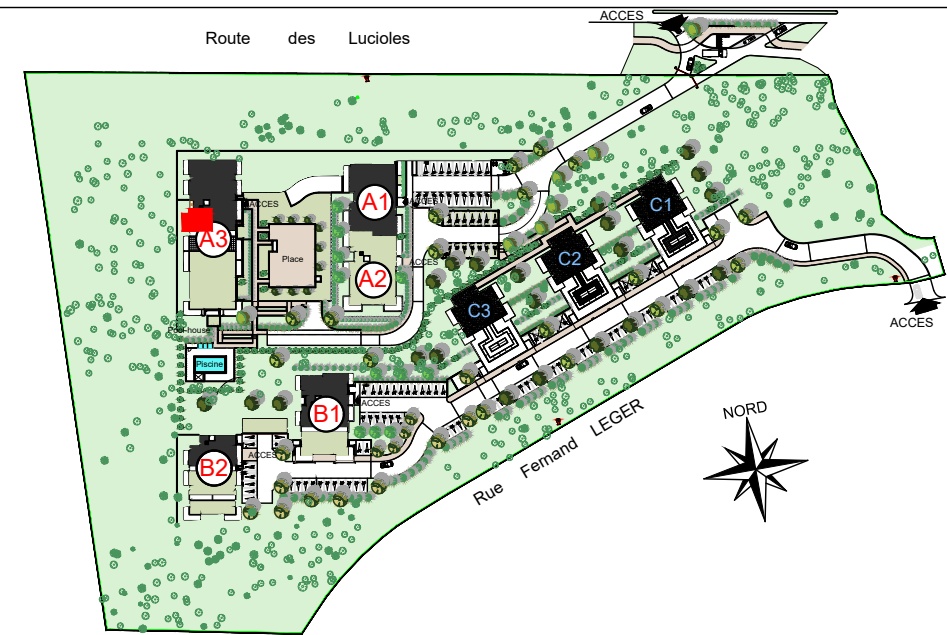 ACCES
Route des Lucioles
A1
ACCES
ACCES
C1
A3
Place
C2
A2
ACCES
C3
ACCES
Pool-house
Piscine
B1
ACCES
NORD
Rue Fernand LEGER
ACCES
B2